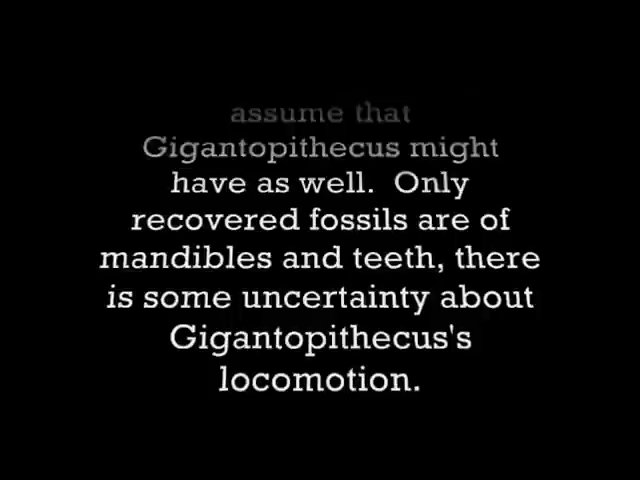 assume that
Gigantopithecus might
have as well.  Only
recovered fossils are of
mandibles and teeth, there
is some uncertainty about
Gigantopithecus's
locomotion.